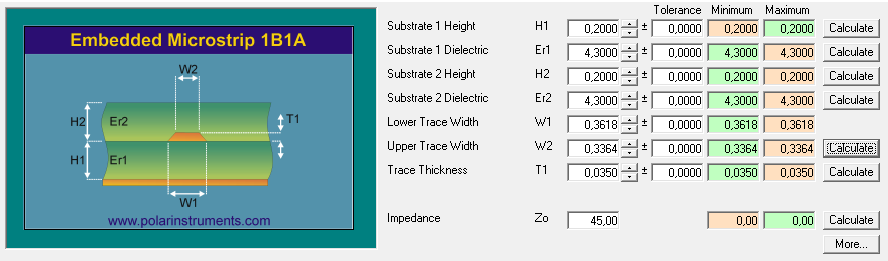 Embedded Microstrip 1B1A
W2
H2
Er2
T1
H1
Er1
W1
www.polarinstruments.com
Tolerance Minimum Maximum
Substrate 1 Height H1 0,2000 ± 0,0000 0,2000 0,2000 Calculate
Substrate 1 Dielectric Er1 4,3000 ± 0,0000 4,3000 4,3000 Calculate
Substrate 2 Height H2 0,2000 ± 0,0000 0,2000 0,2000 Calculate
Substrate 2 Dielectric Er2 4,3000 ± 0,0000 4,3000 4,3000 Calculate
Lower Trace Width W1 0,3618 ± 0,0000 0,3618 0,3618
Upper Trace Width W2 0,3364 ± 0,0000 0,3364 0,3364 Calculate
Trace Thickness T1 0,0350 ± 0,0000 0,0350 0,0350 Calculate
Impedance Zo 45,00 0,00 0,00 Calculate
More...